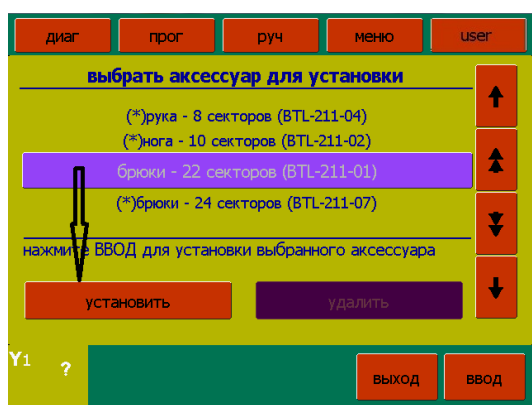 диаг прог руч меню user
выбрать аксессуар для установки
(*)рука - 8 секторов (BTL-211-04)
(*)нога - 10 секторов (BTL-211-02)
брюки - 22 секторов (BTL-211-01)
(*)брюки - 24 секторов (BTL-211-07)
нажмите ВВОД для установки выбранного аксессуара
установить удалить
Y1 ?
выход ввод